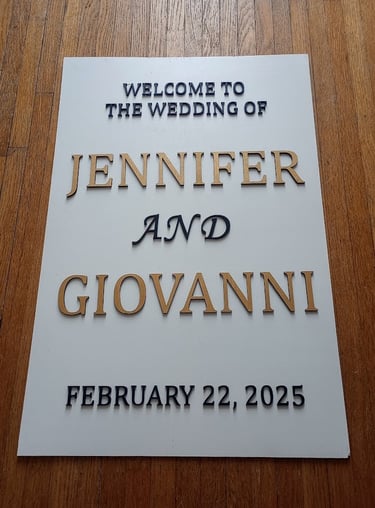 WELCOME TO
THE WEDDING OF
JENNIFER
AND
GIOVANNI
FEBRUARY 22, 2025